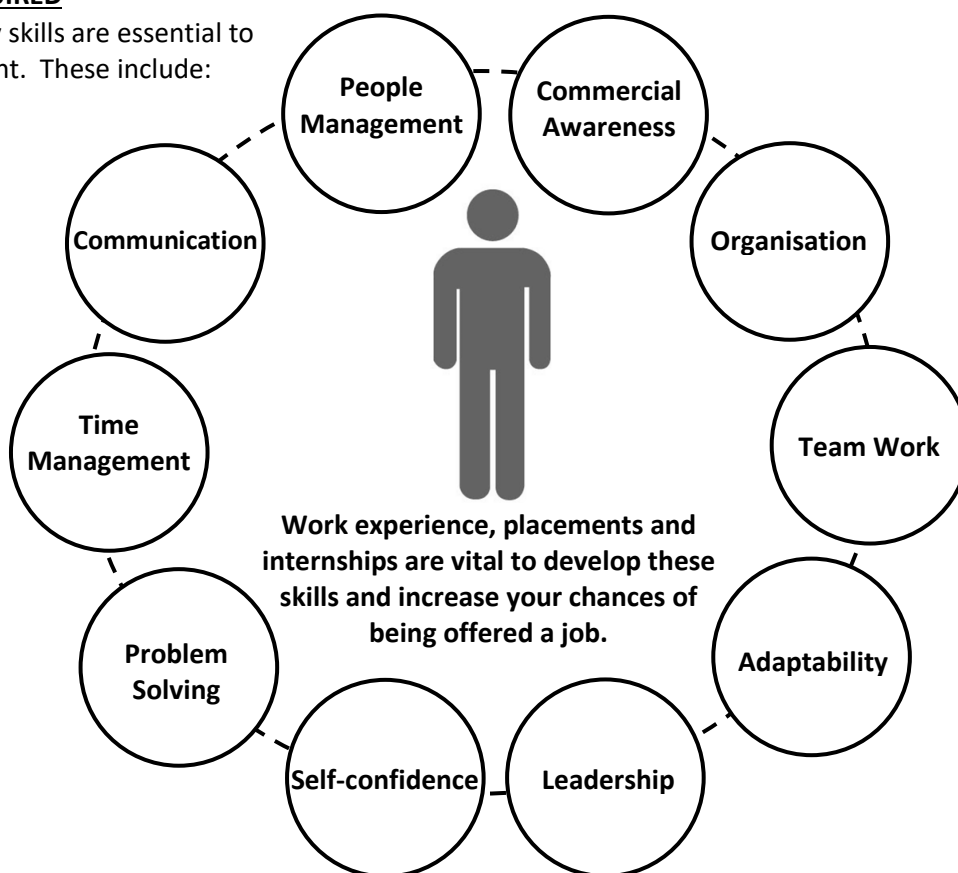 skills are essential to
These include:
People
Management
Commercial
Awareness
Communication
Organisation
Time
Management
Team Work
Work experience, placements and
internships are vital to develop these
skills and increase your chances of
being offered a job.
Problem
Solving
Adaptability
Self-confidence
Leadership